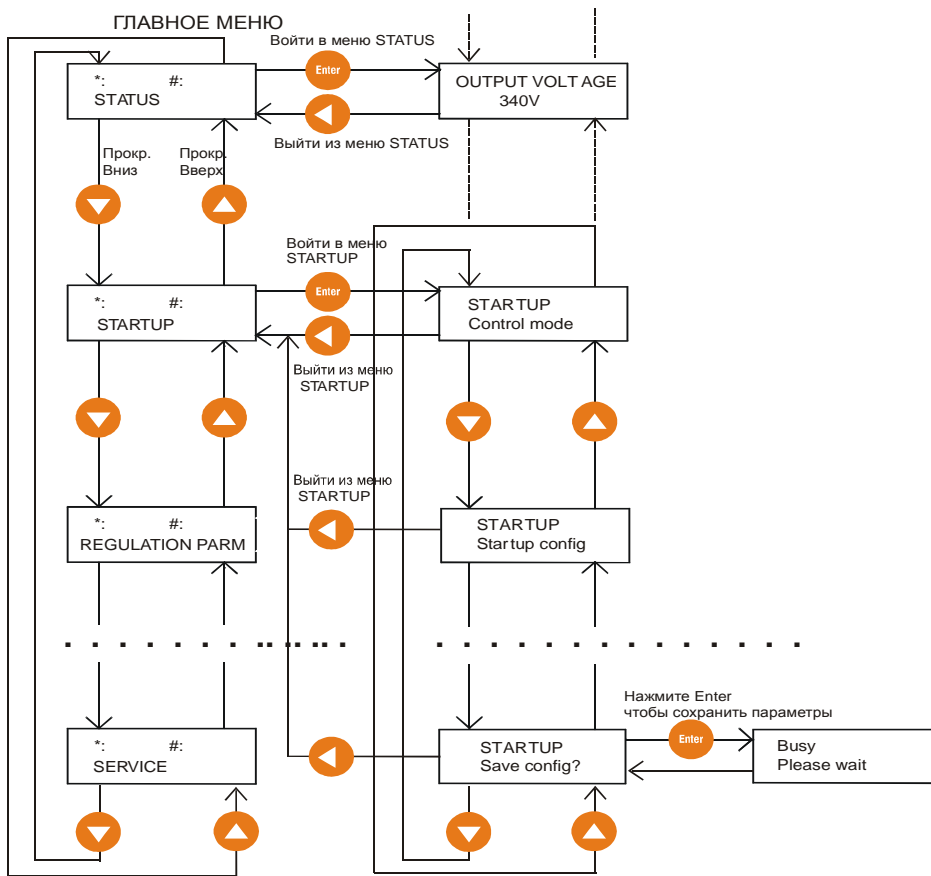 ГЛАВНОЕ МЕНЮ
Войти в меню STATUS
Enter
*: #:
STATUS
OUTPUT VOLT AGE
340V
Выйти из меню STATUS
Прокр.
Вниз
Прокр.
Вверх
Войти в меню
STARTUP
Enter
*: #:
STARTUP
STARTUP
Control mode
Выйти из меню
STARTUP
Выйти из меню
STARTUP
*: #:
REGULATION PARM
STARTUP
Startup config
Нажмите Enter
чтобы сохранить параметры
Enter
*: #:
SERVICE
STARTUP
Save config?
Busy
Please wait